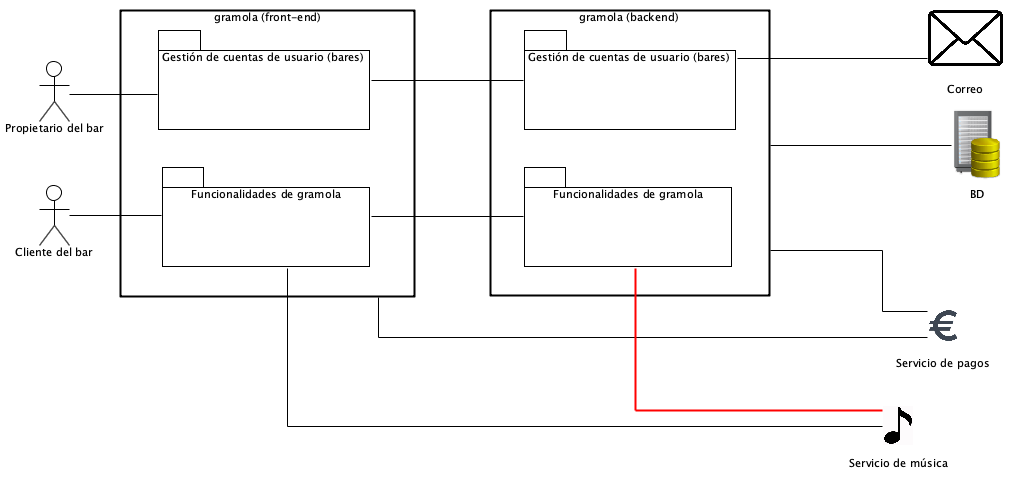 gramola (front-end)
gramola (backend)
Gestión de cuentas de usuario (bares)
Gestión de cuentas de usuario (bares)
Correo
Propietario del bar
BD
Funcionalidades de gramola
Funcionalidades de gramola
Cliente del bar
€
Servicio de pagos
Servicio de música